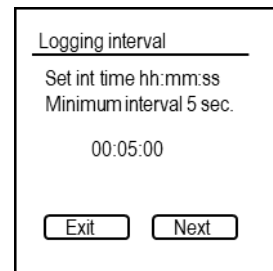 Logging interval
Set int time hh:mm:ss
Minimum interval 5 sec.
00:05:00
Exit Next